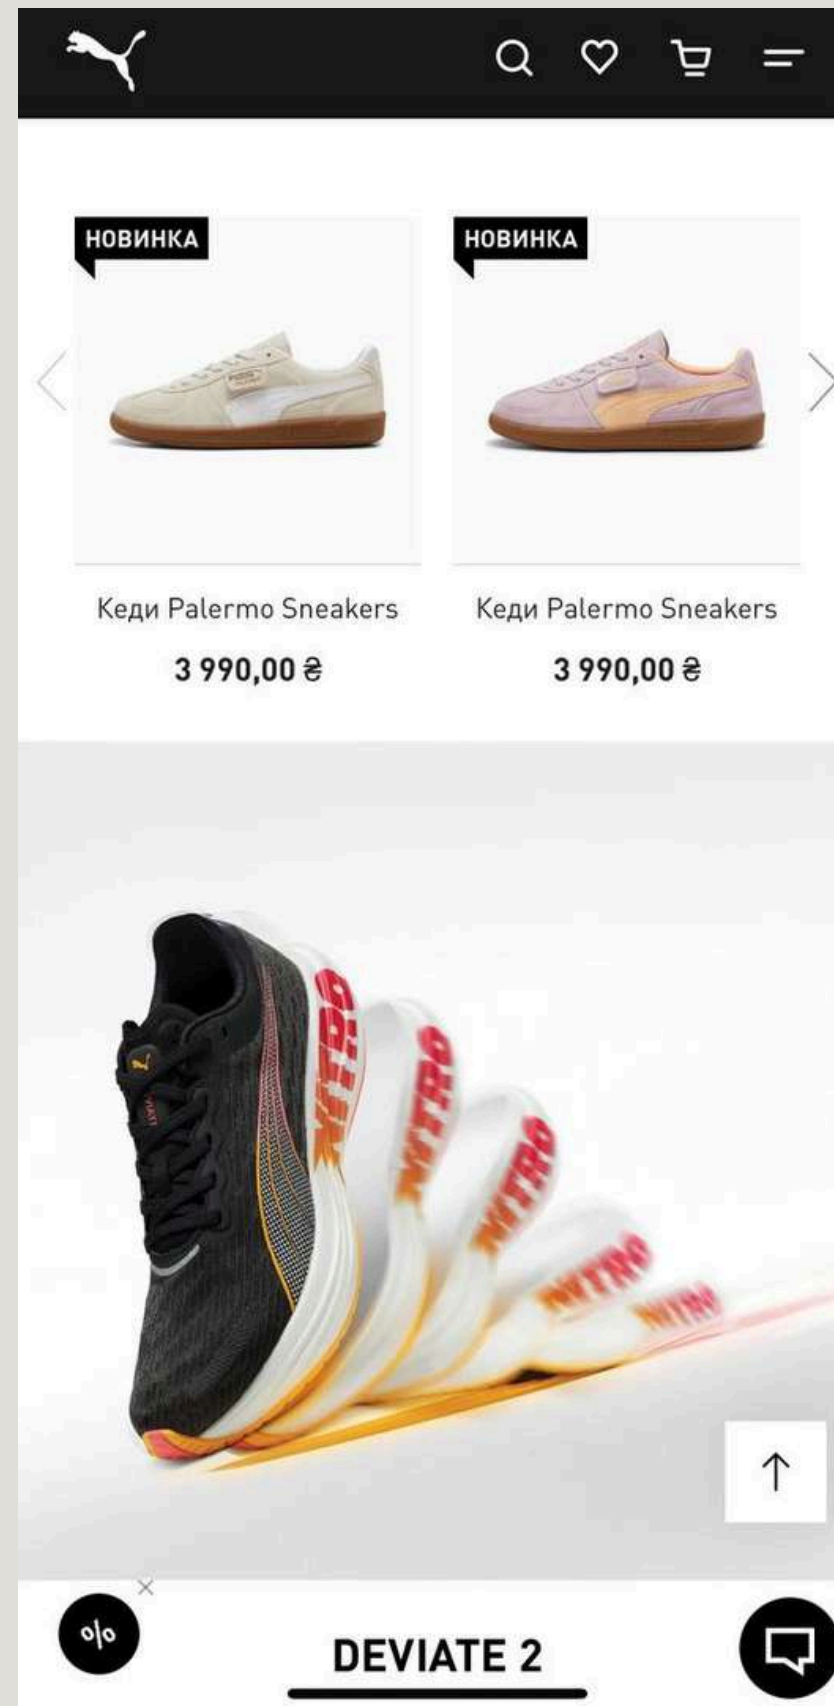 НОВИНКА
НОВИНКА
Кеди Palermo Sneakers
Кеди Palermo Sneakers
3 990,00 ₴
3 990,00 ₴
NITRO
NITRO
NITRO
NITRO
NITRO
%
DEVIATE 2